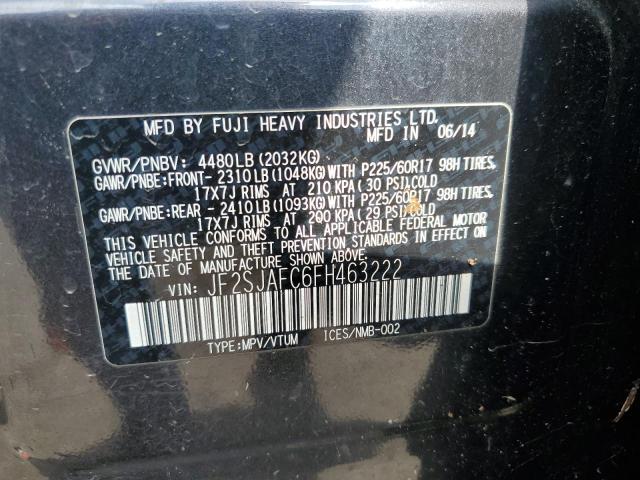 MFD BY FUJI HEAVY INDUSTRIES LTD.
MFD IN 06/14
GVWR/PNBV: 4480LB(2032KG)
GAWR/PNBE:FRONT-2310LB(1048KG)WITH P225/60R17 98H TIRES,
17X7J RIMS AT 210 KPA(30 PSI)COLD
GAWR/PNBE:REAR -2410LB(1093KG)WITH P225/60R17 98H TIRES,
17X7J RIMS AT 200 KPA(29 PSI)COLD
THIS VEHICLE CONFORMS TO ALL APPLICABLE FEDERAL MOTOR
VEHICLE SAFETY AND THEFT PREVENTION STANDARDS IN EFFECT
ON THE DATE OF MANUFACTURE SHOWN ABOVE.
VIN: JF2SJAFC6FH463222
TYPE:MPV/VTUM ICES/NMB-002